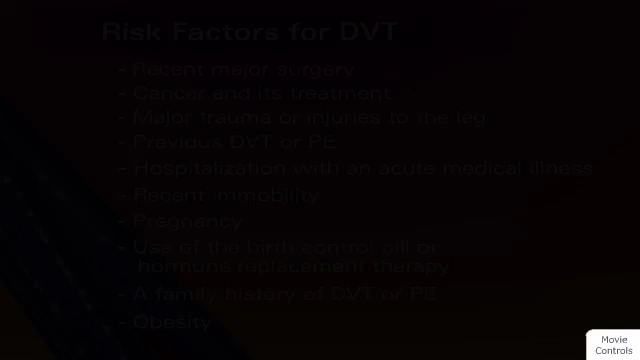 Risk Factors for DVT
- Recent major surgery
- Cancer and its treatment
- Major trauma or injuries to the leg
- Previous DVT or PE
- Hospitalization with an acute medical illness
- Recent immobility
- Pregnancy
- Use of the birth control pill or
hormone replacement therapy
- A family history of DVT or PE
- Obesity
Movie
Controls